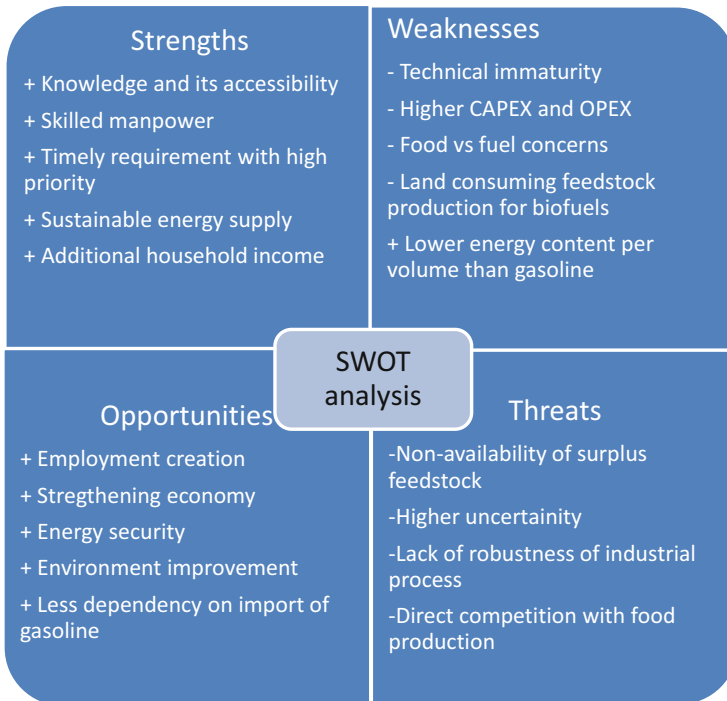 Strengths
+ Knowledge and its accessibility
+ Skilled manpower
+ Timely requirement with high
priority
+ Sustainable energy supply
+ Additional household income
Weaknesses
- Technical immaturity
- Higher CAPEX and OPEX
- Food vs fuel concerns
- Land consuming feedstock
production for biofuels
+ Lower energy content per
volume than gasoline
SWOT
analysis
Opportunities
+ Employment creation
+ Stregthening economy
+ Energy security
+ Environment improvement
+ Less dependency on import of
gasoline
Threats
-Non-availability of surplus
feedstock
-Higher uncertainity
-Lack of robustness of industrial
process
-Direct competition with food
production